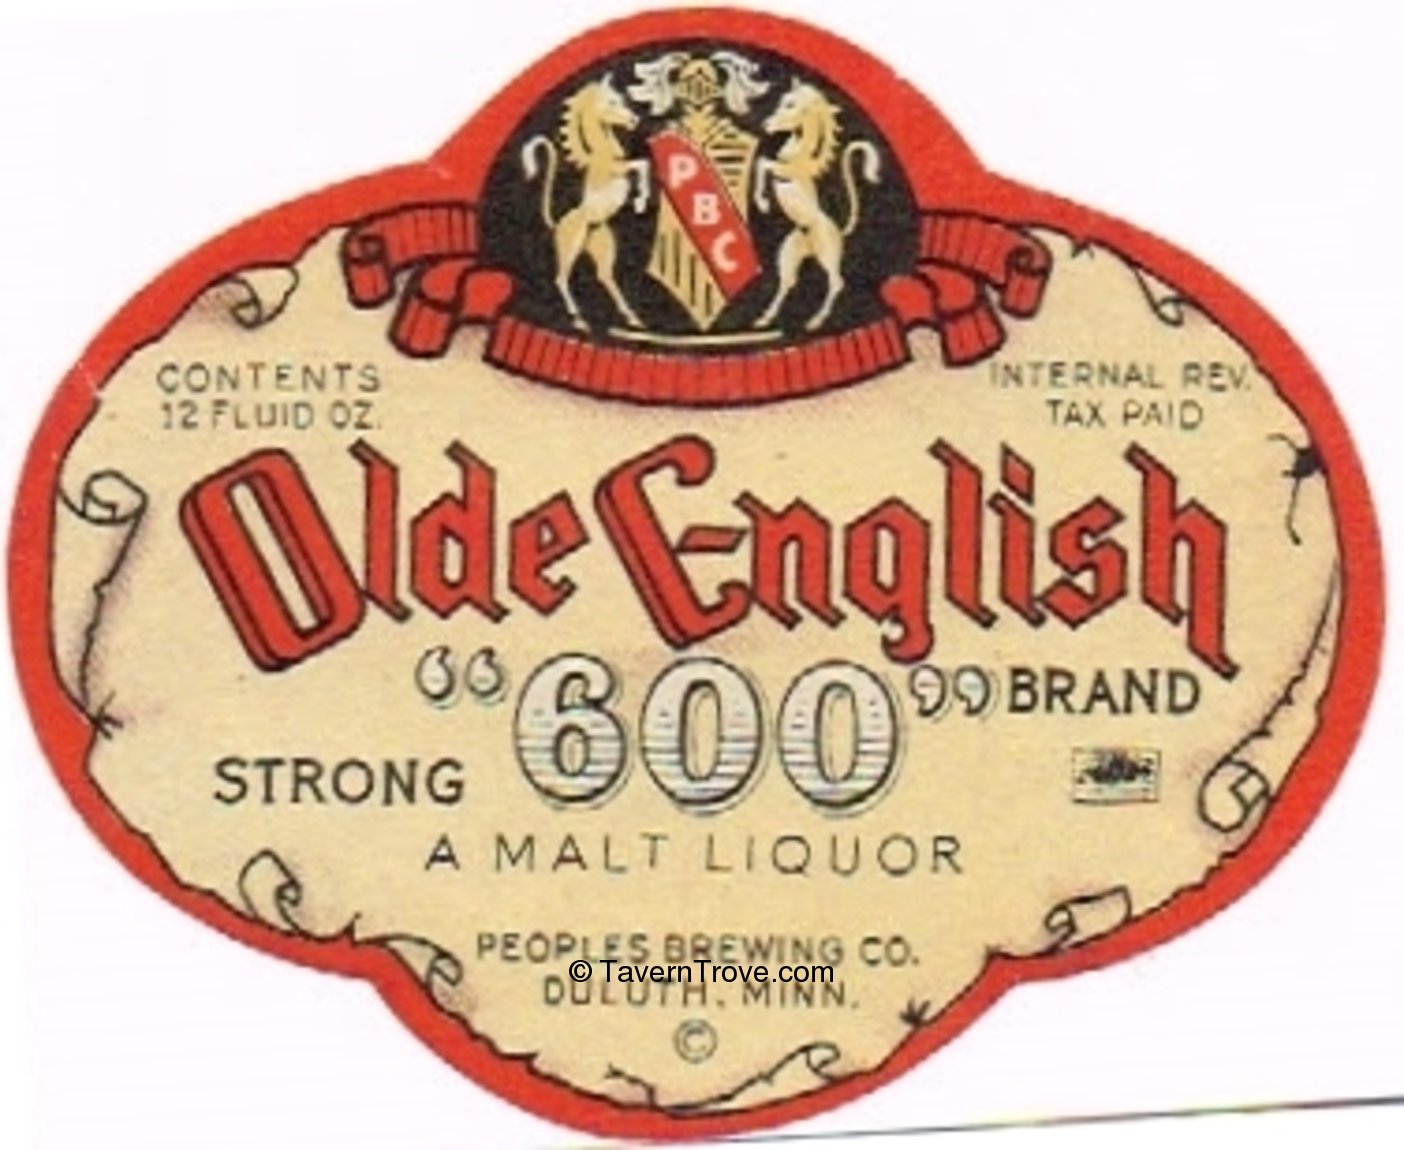 PBC
CONTENTS
12 FLUID OZ.
INTERNAL REV.
TAX PAID
Olde English
"600" BRAND
STRONG
A MALT LIQUOR
PEOPLES BREWING CO.
© TavernTrove.com
DULUTH, MINN.
©